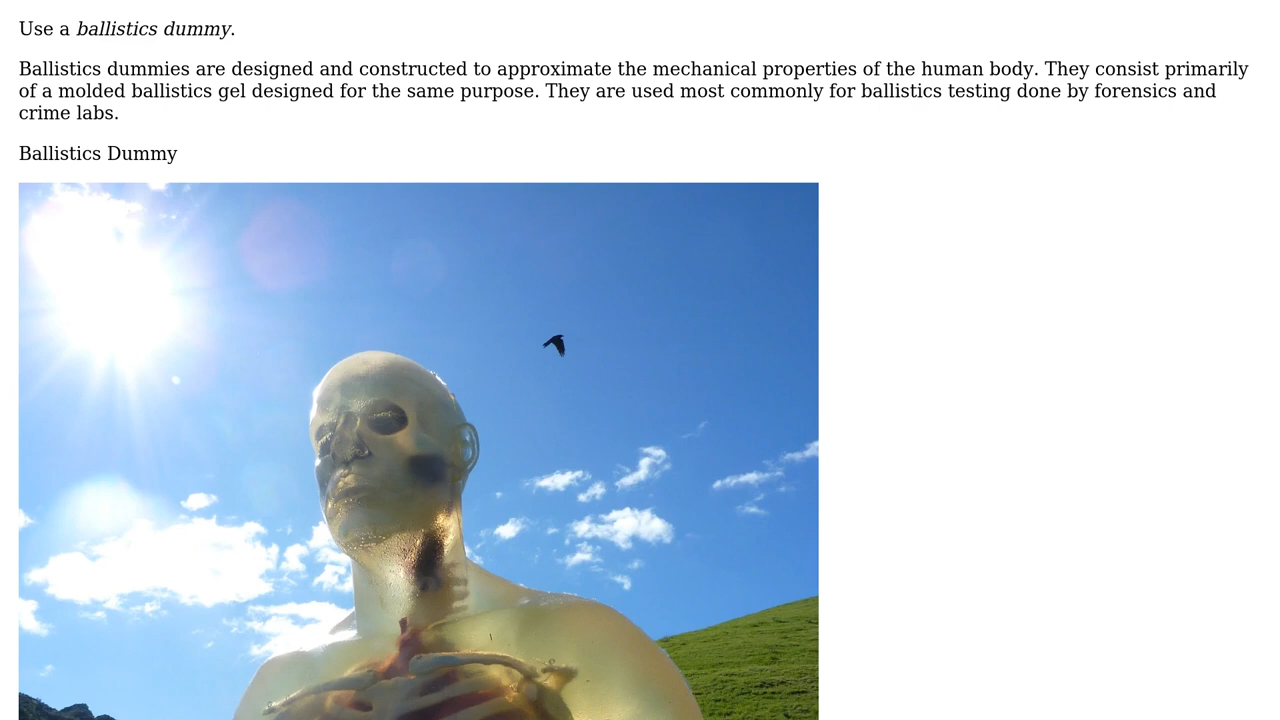 Use a ballistics dummy.
Ballistics dummies are designed and constructed to approximate the mechanical properties of the human body. They consist primarily
of a molded ballistics gel designed for the same purpose. They are used most commonly for ballistics testing done by forensics and
crime labs.
Ballistics Dummy